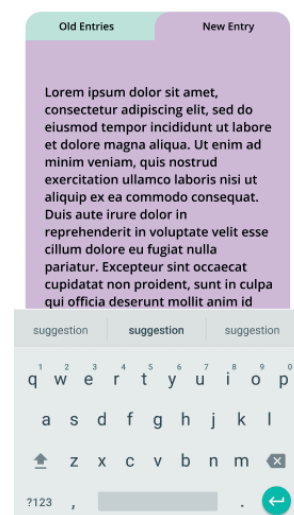 Old Entries New Entry
Lorem ipsum dolor sit amet,
consectetur adipiscing elit, sed do
eiusmod tempor incididunt ut labore
et dolore magna aliqua. Ut enim ad
minim veniam, quis nostrud
exercitation ullamco laboris nisi ut
aliquip ex ea commodo consequat.
Duis aute irure dolor in
reprehenderit in voluptate velit esse
cillum dolore eu fugiat nulla
pariatur. Excepteur sint occaecat
cupidatat non proident, sunt in culpa
qui officia deserunt mollit anim id
suggestion suggestion suggestion
1 2 3 4 5 6 7 8 9 0
q w e r t y u i o p
a s d f g h j k l
z x c v b n m
?123 , .